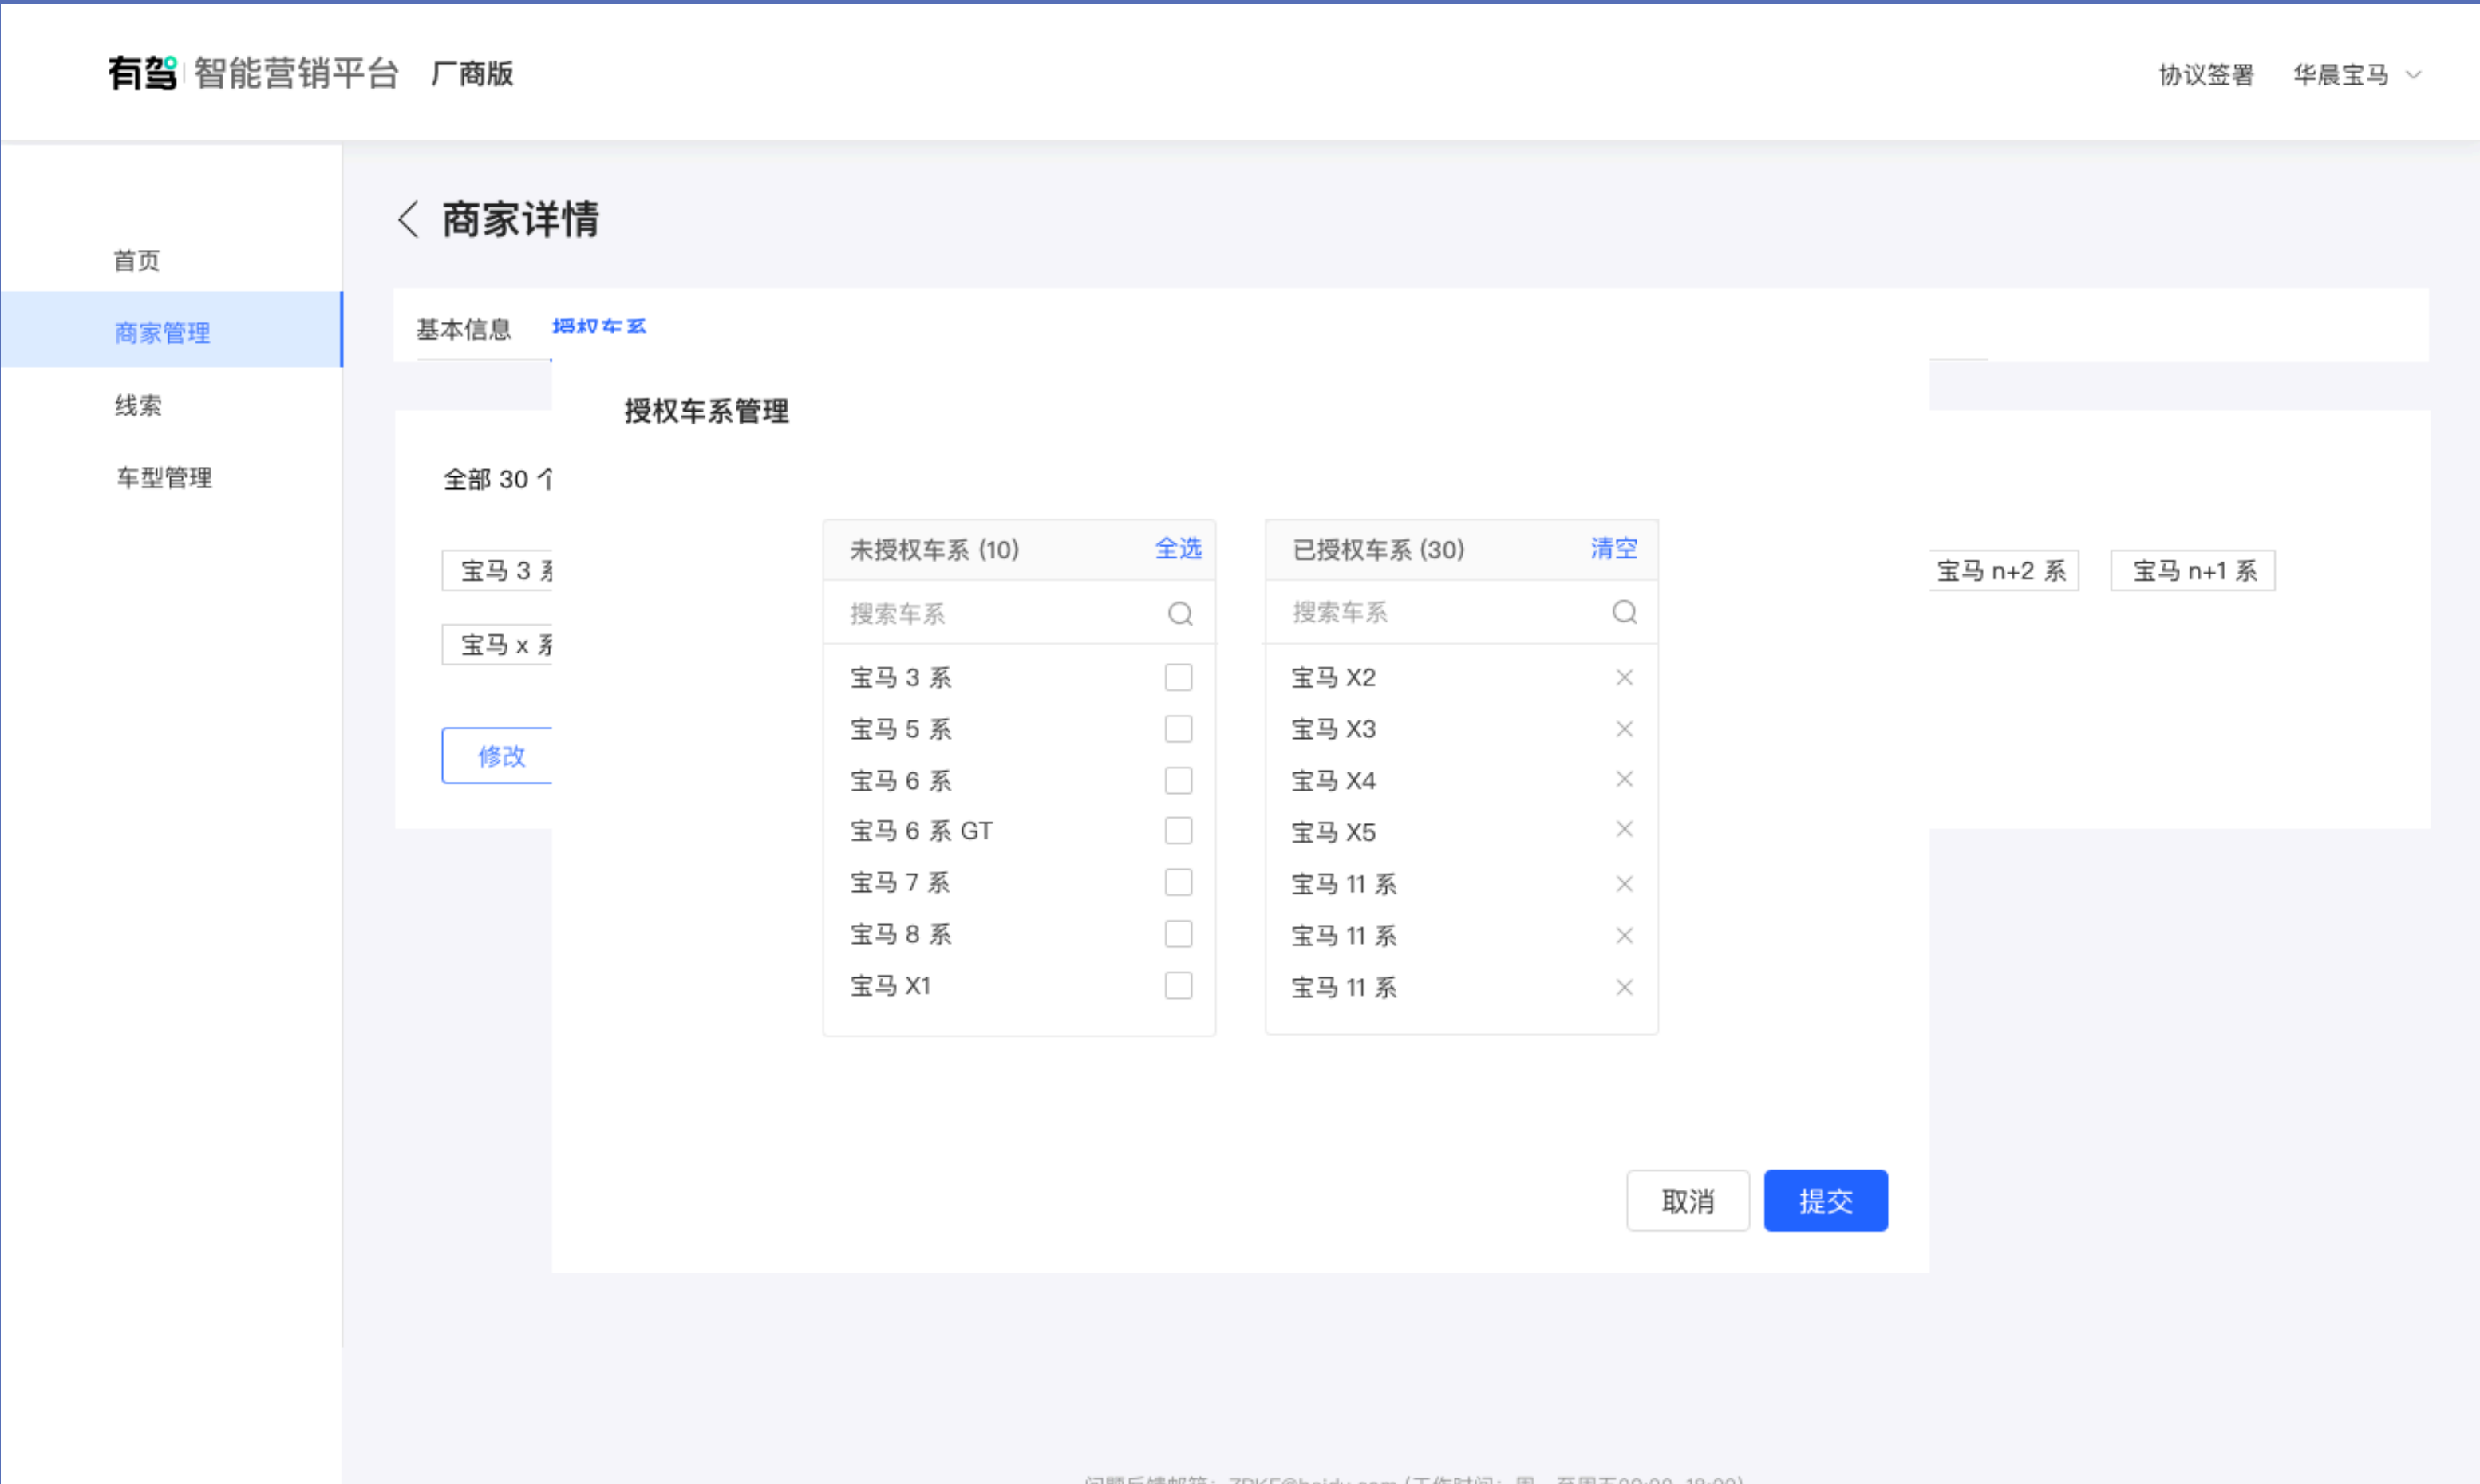 有驾 智能营销平台 厂商版
协议签署 华晨宝马
首页
商家管理
线索
车型管理
商家详情
基本信息 授权车系
全部 30 个
宝马 3 系
宝马 x 系
修改
宝马 n+2 系 宝马 n+1 系
授权车系管理
未授权车系 (10) 全选
搜索车系
宝马 3 系
宝马 5 系
宝马 6 系
宝马 6 系 GT
宝马 7 系
宝马 8 系
宝马 X1
已授权车系 (30) 清空
搜索车系
宝马 X2
宝马 X3
宝马 X4
宝马 X5
宝马 11 系
宝马 11 系
宝马 11 系
取消 提交